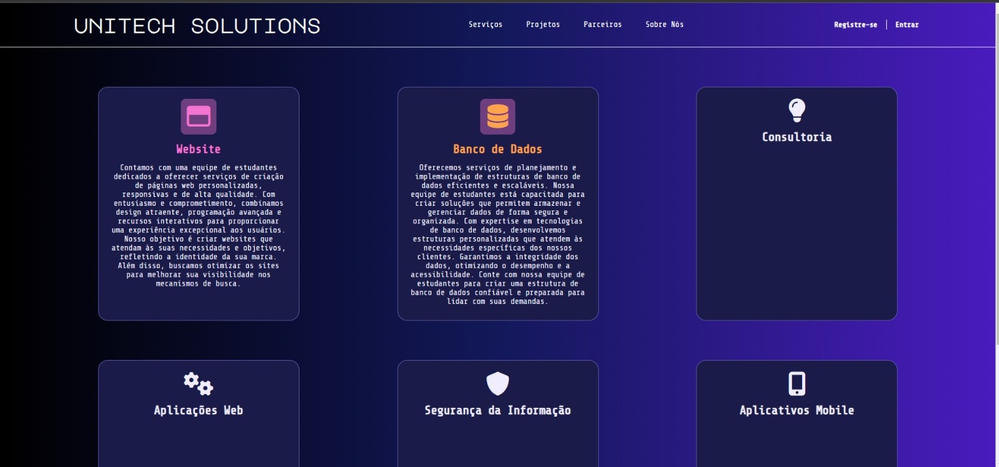 UNITECH SOLUTIONS
Serviços Projetos Parceiros Sobre Nós
Registre-se Entrar
Website
Contamos com uma equipe de estudantes
dedicados a oferecer serviços de criação
de páginas web personalizadas,
responsivas e de alta qualidade. Com
entusiasmo e comprometimento, combinamos
design atraente, programação avançada e
recursos interativos para proporcionar
uma experiência excepcional aos usuários.
Nosso objetivo é criar websites que
atendam às suas necessidades e objetivos,
refletindo a identidade da sua marca.
Além disso, buscamos otimizar os sites
para melhorar sua visibilidade nos
mecanismos de busca.
Banco de Dados
Oferecemos serviços de planejamento e
implementação de estruturas de banco de
dados eficientes e escaláveis. Nossa
equipe de estudantes está capacitada para
criar soluções que permitem armazenar e
gerenciar dados de forma segura e
organizada. Com expertise em tecnologias
de banco de dados, desenvolvemos
estruturas personalizadas que atendem às
necessidades específicas dos nossos
clientes. Garantimos a integridade dos
dados, otimizando o desempenho e a
acessibilidade. Conte com nossa equipe de
estudantes para criar uma estrutura de
banco de dados confiável e preparada para
lidar com suas demandas.
Consultoria
Aplicações Web
Segurança da Informação
Aplicativos Mobile